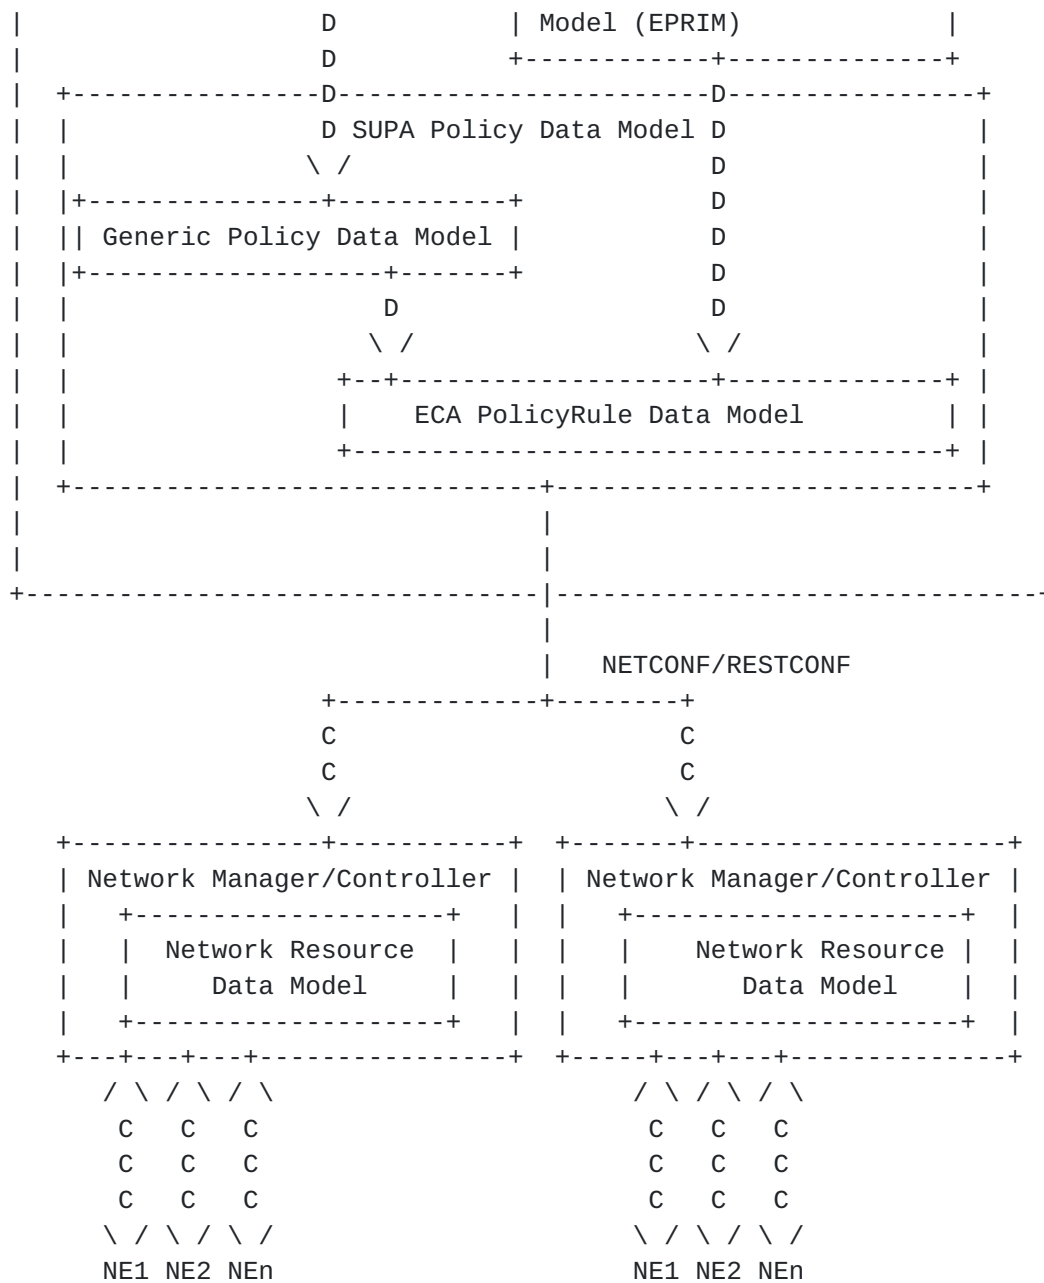 |                   D           | Model (EPRIM)             |
|                   D           +------------+--------------+
|  +----------------D------------------------D----------------+
|  |                D SUPA Policy Data Model D                |
|  |               \ /                       D                |
|  |+---------------+-----------+            D                |
|  || Generic Policy Data Model |            D                |
|  |+-------------------+-------+            D                |
|  |                    D                    D                |
|  |                   \ /                  \ /               |
|  |                 +--+--------------------+--------------+ |
|  |                 |    ECA PolicyRule Data Model         | |
|  |                 +--------------------------------------+ |
|  +------------------------------+---------------------------+
|                                 |
|                                 |
+---------------------------------|-------------------------------+
                                  |
                                  |   NETCONF/RESTCONF
                    +-------------+--------+
                    C                      C
                    C                      C
                   \ /                    \ /
   +----------------+-----------+  +-------+--------------------+
   | Network Manager/Controller |  | Network Manager/Controller |
   |   +--------------------+   |  |   +---------------------+  |
   |   |  Network Resource  |   |  |   |    Network Resource |  |
   |   |     Data Model     |   |  |   |       Data Model    |  |
   |   +--------------------+   |  |   +---------------------+  |
   +---+---+---+----------------+  +-----+---+---+--------------+
      / \ / \ / \                       / \ / \ / \
       C   C   C                         C   C   C
       C   C   C                         C   C   C
       C   C   C                         C   C   C
      \ / \ / \ /                       \ / \ / \ /
      NE1 NE2 NEn                       NE1 NE2 NEn